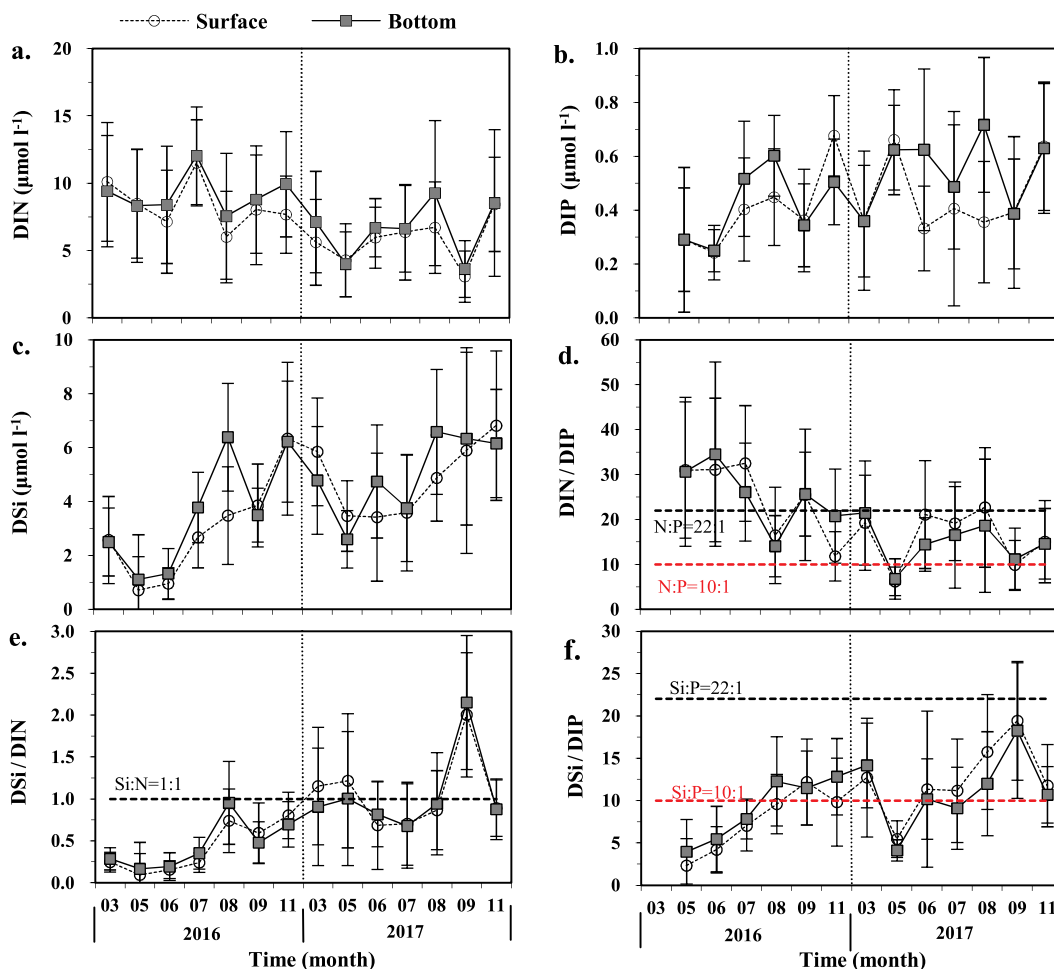 Surface Bottom
a.
DIN (µmol l⁻¹)
20
15
10
5
0
b.
DIP (µmol l⁻¹)
1.0
0.8
0.6
0.4
0.2
0.0
c.
DSi (µmol l⁻¹)
10
8
6
4
2
0
d.
DIN / DIP
60
50
40
30
20
10
0
N:P=22:1
N:P=10:1
e.
DSi / DIN
3.0
2.5
2.0
1.5
1.0
0.5
0.0
Si:N=1:1
03 05 06 07 08 09 11 03 05 06 07 08 09 11
2016 2017
Time (month)
f.
DSi / DIP
30
25
20
15
10
5
0
Si:P=22:1
Si:P=10:1
03 05 06 07 08 09 11 03 05 06 07 08 09 11
2016 2017
Time (month)